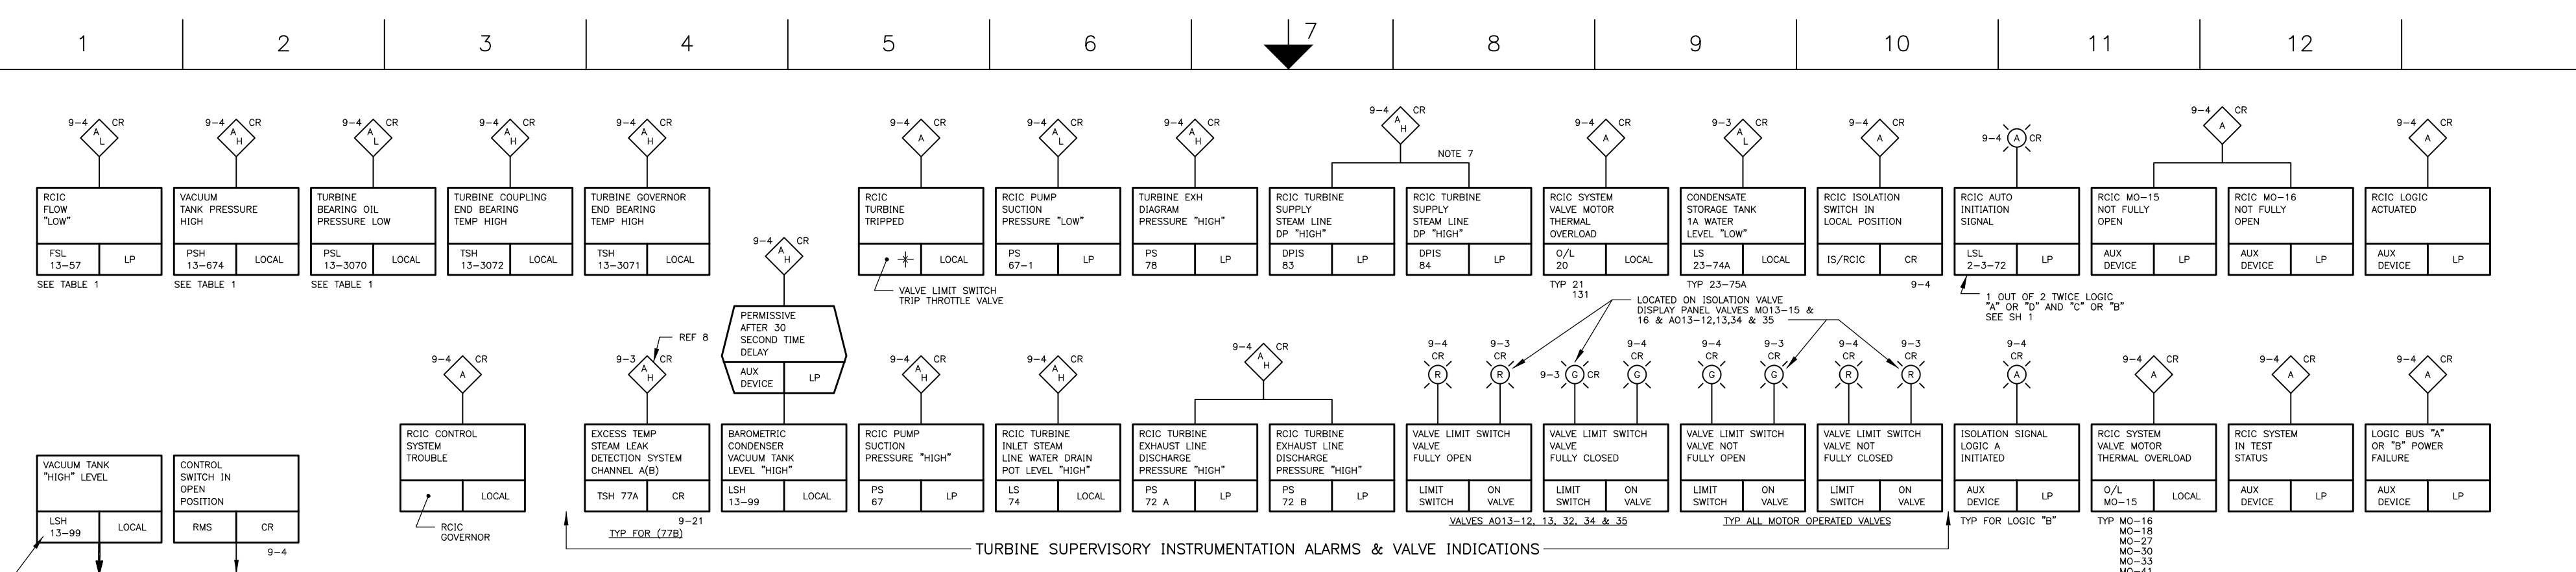 1 2 3 4 5 6 7 8 9 10 11 12
9-4 A L CR
RCIC
FLOW
"LOW"
FSL
13-57
LP
SEE TABLE 1
9-4 A H CR
VACUUM
TANK PRESSURE
HIGH
PSH
13-674
LOCAL
SEE TABLE 1
9-4 A L CR
TURBINE
BEARING OIL
PRESSURE LOW
PSL
13-3070
LOCAL
SEE TABLE 1
9-4 A H CR
TURBINE COUPLING
END BEARING
TEMP HIGH
TSH
13-3072
LOCAL
9-4 A H CR
TURBINE GOVERNOR
END BEARING
TEMP HIGH
TSH
13-3071
LOCAL
9-4 A H CR
PERMISSIVE
AFTER 30
SECOND TIME
DELAY
AUX
DEVICE
LP
9-4 A CR
RCIC
TURBINE
TRIPPED
LOCAL
VALVE LIMIT SWITCH
TRIP THROTTLE VALVE
9-4 A L CR
RCIC PUMP
SUCTION
PRESSURE "LOW"
PS
67-1
LP
9-4 A H CR
TURBINE EXH
DIAGRAM
PRESSURE "HIGH"
PS
78
LP
9-4 A H CR
NOTE 7
RCIC TURBINE
SUPPLY
STEAM LINE
DP "HIGH"
DPIS
83
LP
RCIC TURBINE
SUPPLY
STEAM LINE
DP "HIGH"
DPIS
84
LP
9-4 A CR
RCIC SYSTEM
VALVE MOTOR
THERMAL
OVERLOAD
O/L
20
LOCAL
TYP 21
131
9-3 A L CR
CONDENSATE
STORAGE TANK
1A WATER
LEVEL "LOW"
LS
23-74A
LOCAL
TYP 23-75A
9-4 A CR
RCIC ISOLATION
SWITCH IN
LOCAL POSITION
IS/RCIC
CR
9-4
9-4 A CR
RCIC AUTO
INITIATION
SIGNAL
LSL
2-3-72
LP
1 OUT OF 2 TWICE LOGIC
"A" OR "D" AND "C" OR "B"
SEE SH 1
9-4 A CR
RCIC MO-15
NOT FULLY
OPEN
AUX
DEVICE
LP
RCIC MO-16
NOT FULLY
OPEN
AUX
DEVICE
LP
9-4 A CR
RCIC LOGIC
ACTUATED
AUX
DEVICE
LP
LOCATED ON ISOLATION VALVE
DISPLAY PANEL VALVES MO13-15 &
16 & AO13-12,13,34 & 35
VACUUM TANK
"HIGH" LEVEL
LSH
13-99
LOCAL
CONTROL
SWITCH IN
OPEN
POSITION
RMS
CR
9-4
9-4 A CR
RCIC CONTROL
SYSTEM
TROUBLE
LOCAL
RCIC
GOVERNOR
REF 8
9-3 A H CR
EXCESS TEMP
STEAM LEAK
DETECTION SYSTEM
CHANNEL A(B)
TSH 77A
CR
9-21
TYP FOR (77B)
BAROMETRIC
CONDENSER
VACUUM TANK
LEVEL "HIGH"
LSH
13-99
LOCAL
9-4 A H CR
RCIC PUMP
SUCTION
PRESSURE "HIGH"
PS
67
LP
9-4 A H CR
RCIC TURBINE
INLET STEAM
LINE WATER DRAIN
POT LEVEL "HIGH"
LS
74
LOCAL
9-4 A H CR
RCIC TURBINE
EXHAUST LINE
DISCHARGE
PRESSURE "HIGH"
PS
72 A
LP
RCIC TURBINE
EXHAUST LINE
DISCHARGE
PRESSURE "HIGH"
PS
72 B
LP
9-4
CR
R
9-3
CR
R
VALVE LIMIT SWITCH
VALVE
FULLY OPEN
LIMIT
SWITCH
ON
VALVE
9-3 G CR
9-4
CR
G
VALVE LIMIT SWITCH
VALVE
FULLY CLOSED
LIMIT
SWITCH
ON
VALVE
VALVES AO13-12, 13, 32, 34 & 35
9-4
CR
G
9-3
CR
G
VALVE LIMIT SWITCH
VALVE NOT
FULLY OPEN
LIMIT
SWITCH
ON
VALVE
9-4
CR
R
9-3
CR
R
VALVE LIMIT SWITCH
VALVE NOT
FULLY CLOSED
LIMIT
SWITCH
ON
VALVE
TYP ALL MOTOR OPERATED VALVES
9-4
CR
A
ISOLATION SIGNAL
LOGIC A
INITIATED
AUX
DEVICE
LP
TYP FOR LOGIC "B"
9-4 A CR
RCIC SYSTEM
VALVE MOTOR
THERMAL OVERLOAD
O/L
MO-15
LOCAL
TYP MO-16
MO-18
MO-27
MO-30
MO-33
MO-41
9-4 A CR
RCIC SYSTEM
IN TEST
STATUS
AUX
DEVICE
LP
9-4 A CR
LOGIC BUS "A"
OR "B" POWER
FAILURE
AUX
DEVICE
LP
TURBINE SUPERVISORY INSTRUMENTATION ALARMS & VALVE INDICATIONS